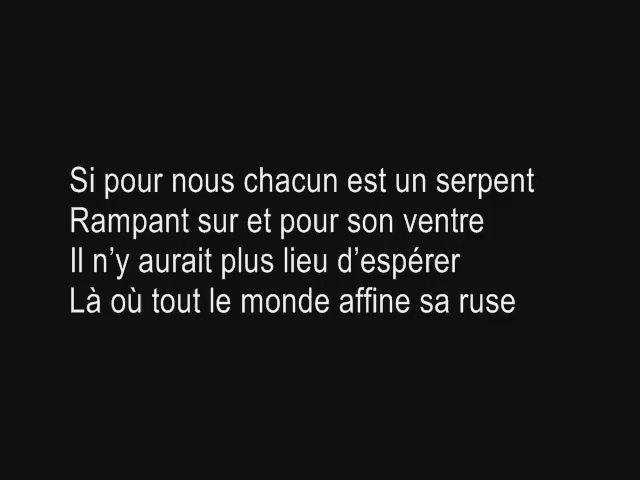 Si pour nous chacun est un serpent
Rampant sur et pour son ventre
Il n’y aurait plus lieu d’espérer
Là où tout le monde affine sa ruse